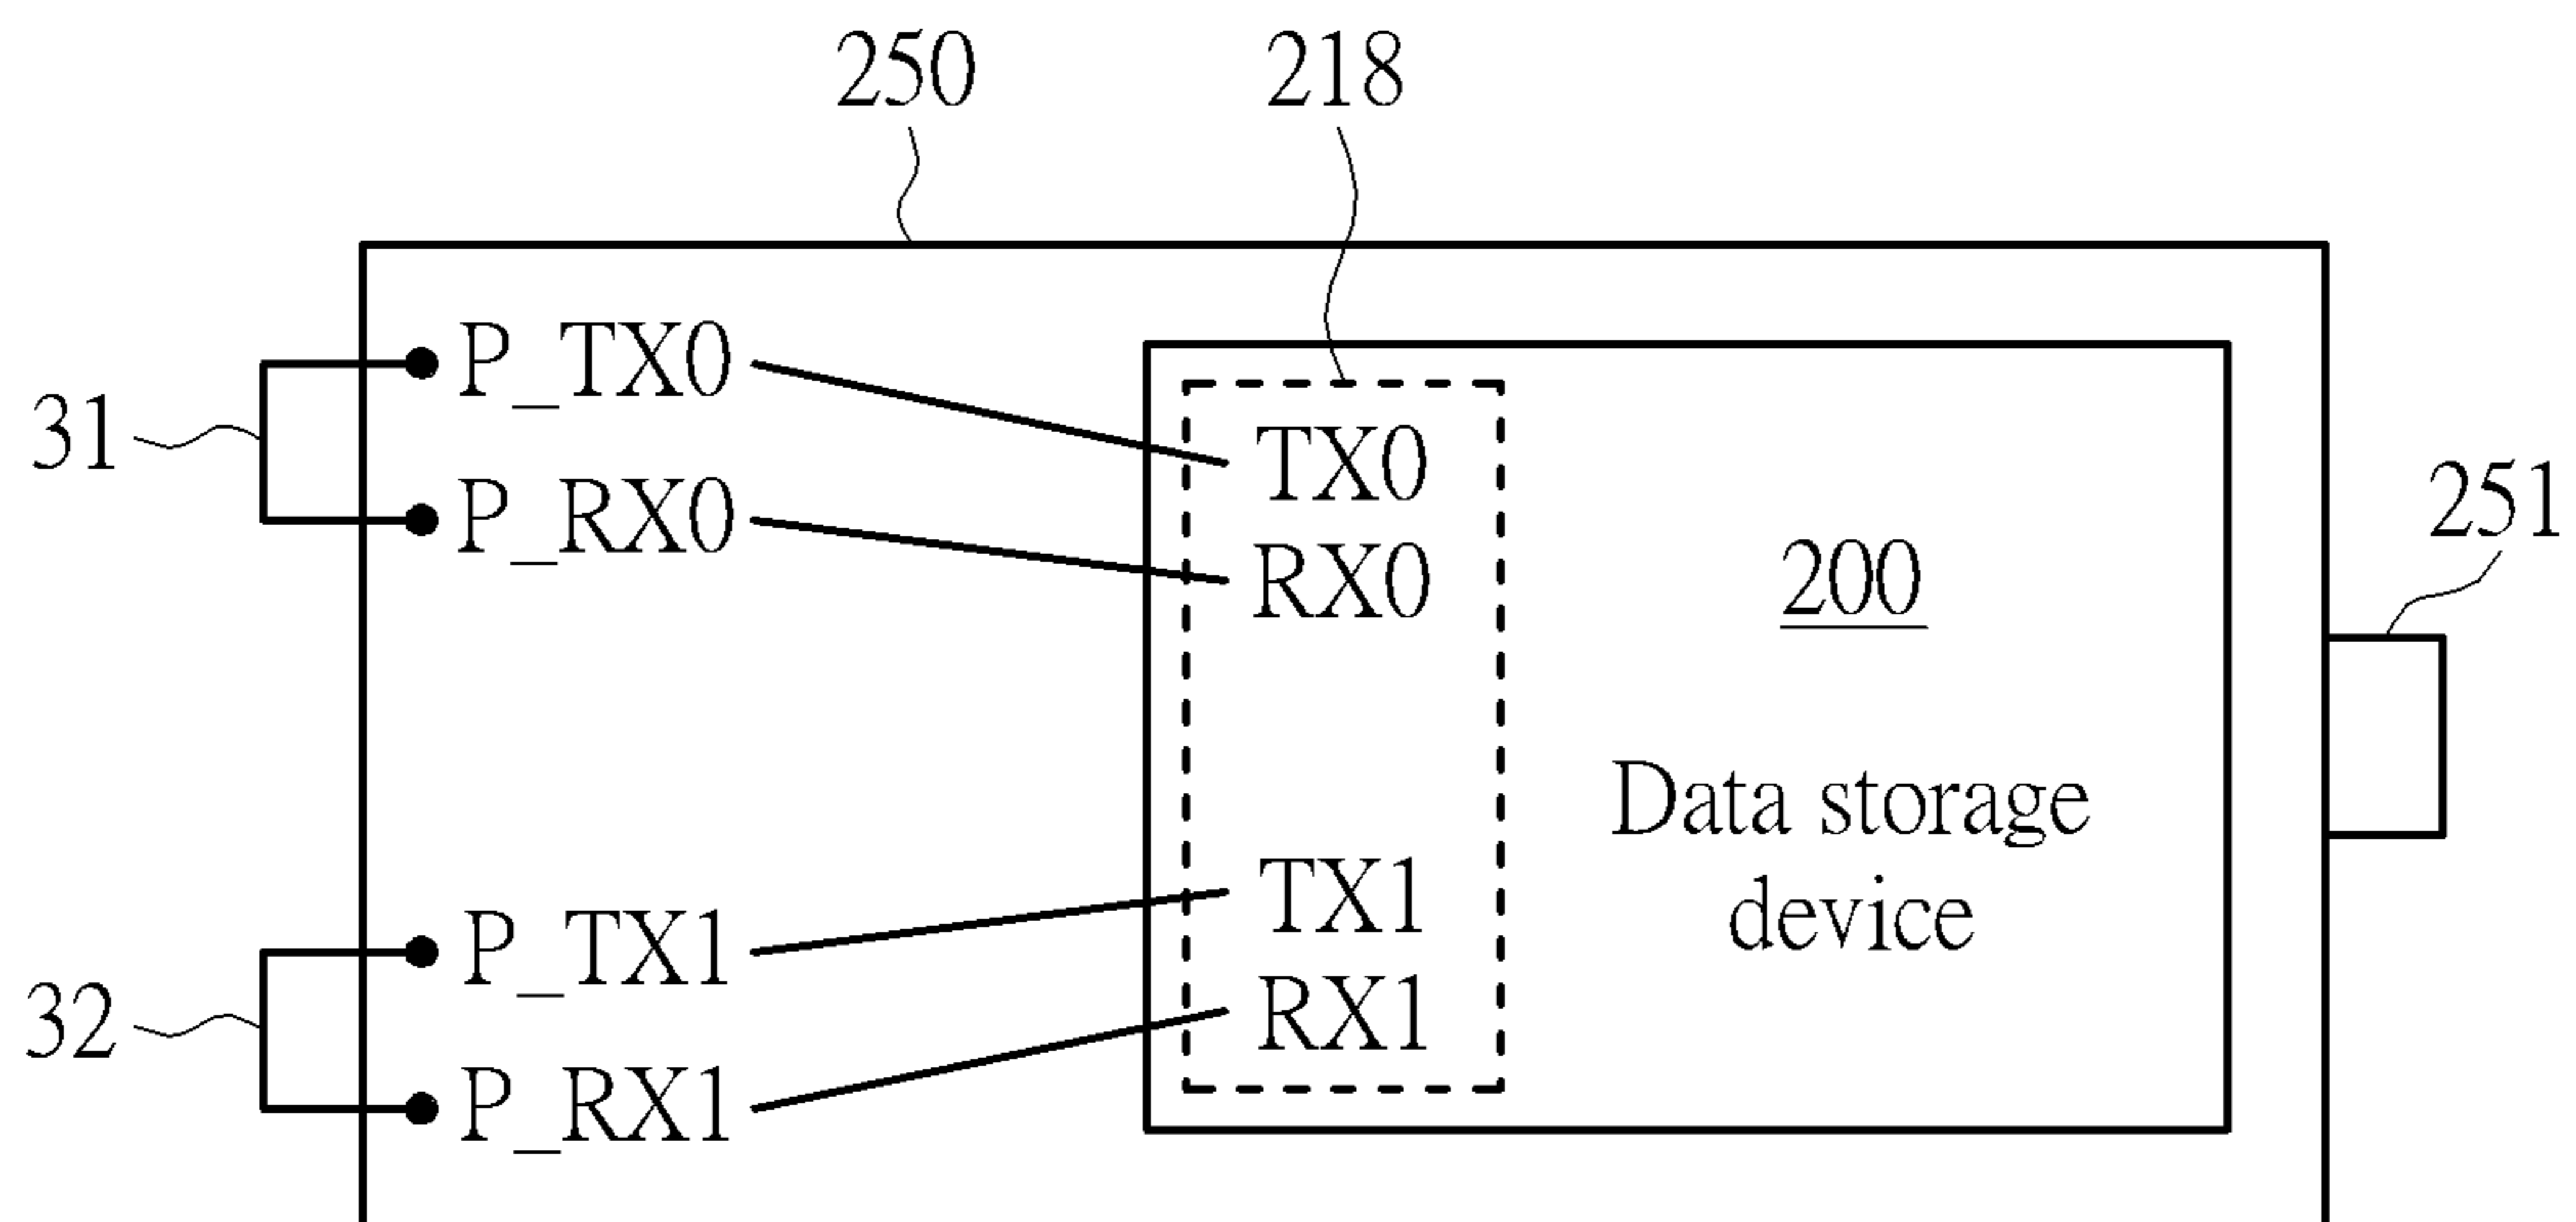 250
218
P_TX0
31
TX0
P_RX0
RX0
251
200
Data storage
device
P_TX1
TX1
32
RX1
P_RX1